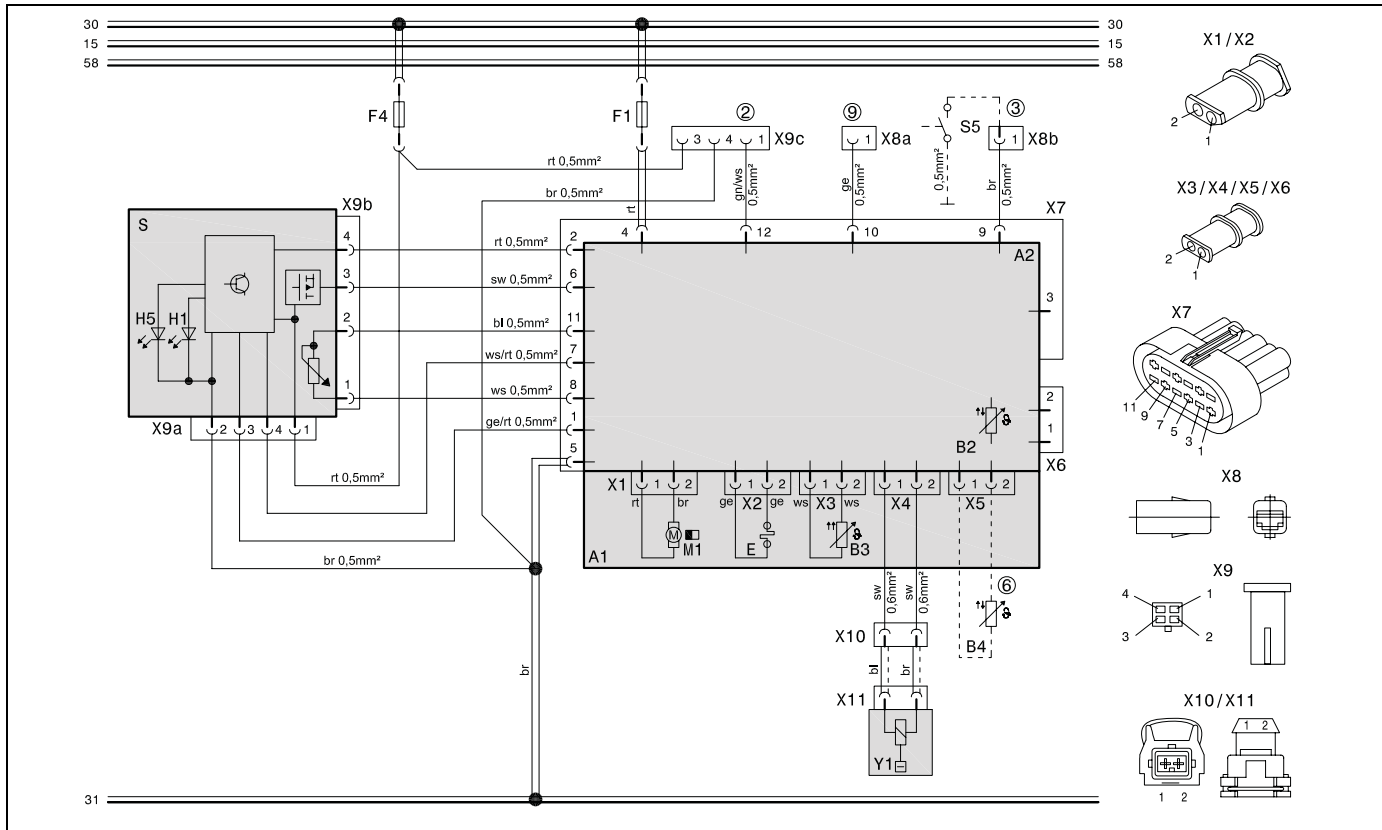 30 30
15 15
58 58
X1/X2
2
1
F4
F1
② ⑨ ③
S5
3 4 1 X9c
1 X8a
1 X8b
rt 0,5mm²
br 0,5mm²
gn/ws
0,5mm²
ge
0,5mm²
0,5mm²
br
0,5mm²
rt
X3/X4/X5/X6
2
1
X9b
X7
S
4
rt 0,5mm²
2
4 12 10 9
A2
3
sw 0,5mm²
6
3
H5 H1
2
bl 0,5mm²
11
ws/rt 0,5mm²
7
1
ws 0,5mm²
8
ge/rt 0,5mm²
1
5
2
1
B2
X6
X9a
2 3 4 1
rt 0,5mm²
br 0,5mm²
X1 1 2
1 X2 2
1 X3 2
1 X4 2
1 X5 2
rt br ge ge ws ws
M M1
E
B3
A1
sw
0,6mm²
sw
0,6mm²
⑥
B4
X10
bl
br
X11
Y1
br
31
X7
11
9
7
5
3
1
X8
X9
4 1
3 2
X10/X11
1 2
1 2